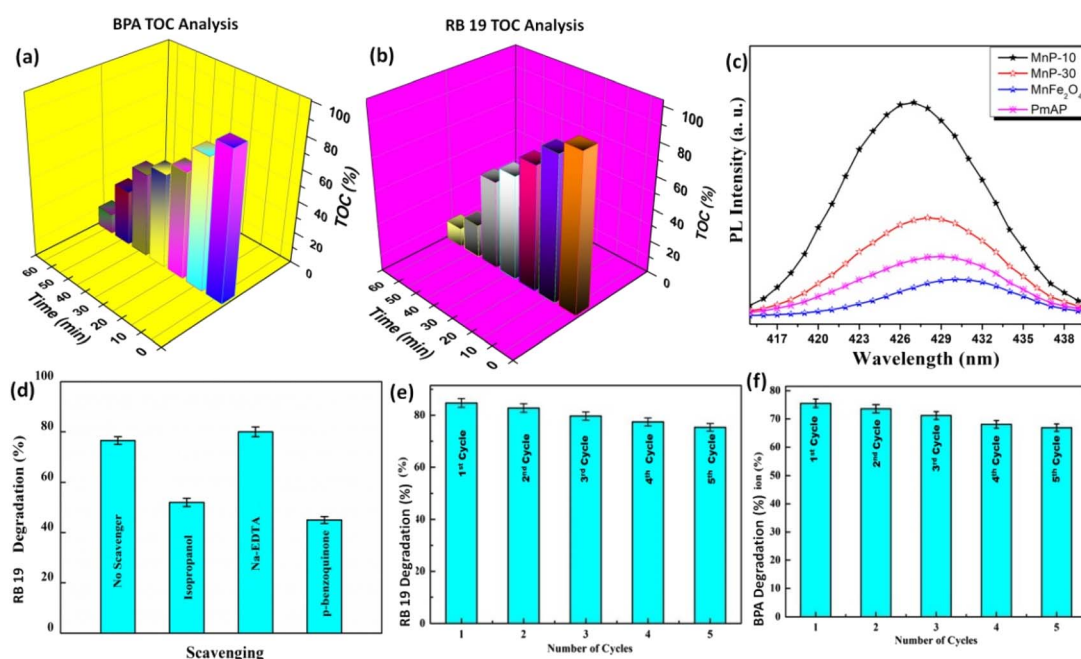 BPA TOC Analysis
(a)
100
80
60
40
20
0
TOC (%)
60
50
40
30
20
10
0
Time (min)
RB 19 TOC Analysis
(b)
100
80
60
40
20
0
TOC (%)
60
50
40
30
20
10
0
Time (min)
(c)
MnP-10
MnP-30
MnFe₂O₄
PmAP
PL Intensity (a. u.)
417 420 423 426 429 432 435 438
Wavelength (nm)
(d)
100
80
60
40
20
0
RB 19 Degradation (%)
No Scavenger
Isopropanol
Na-EDTA
p-benzoquinone
Scavenging
(e)
80
60
40
20
0
RB 19 Degradation (%) (%)
1st Cycle
2nd Cycle
3rd Cycle
4th Cycle
5th Cycle
1 2 3 4 5
Number of Cycles
(f)
80
70
60
50
40
30
20
10
0
BPA Degradation (%) ion (%)
1st Cycle
2nd Cycle
3rd Cycle
4th Cycle
5th Cycle
1 2 3 4 5
Number of Cycles